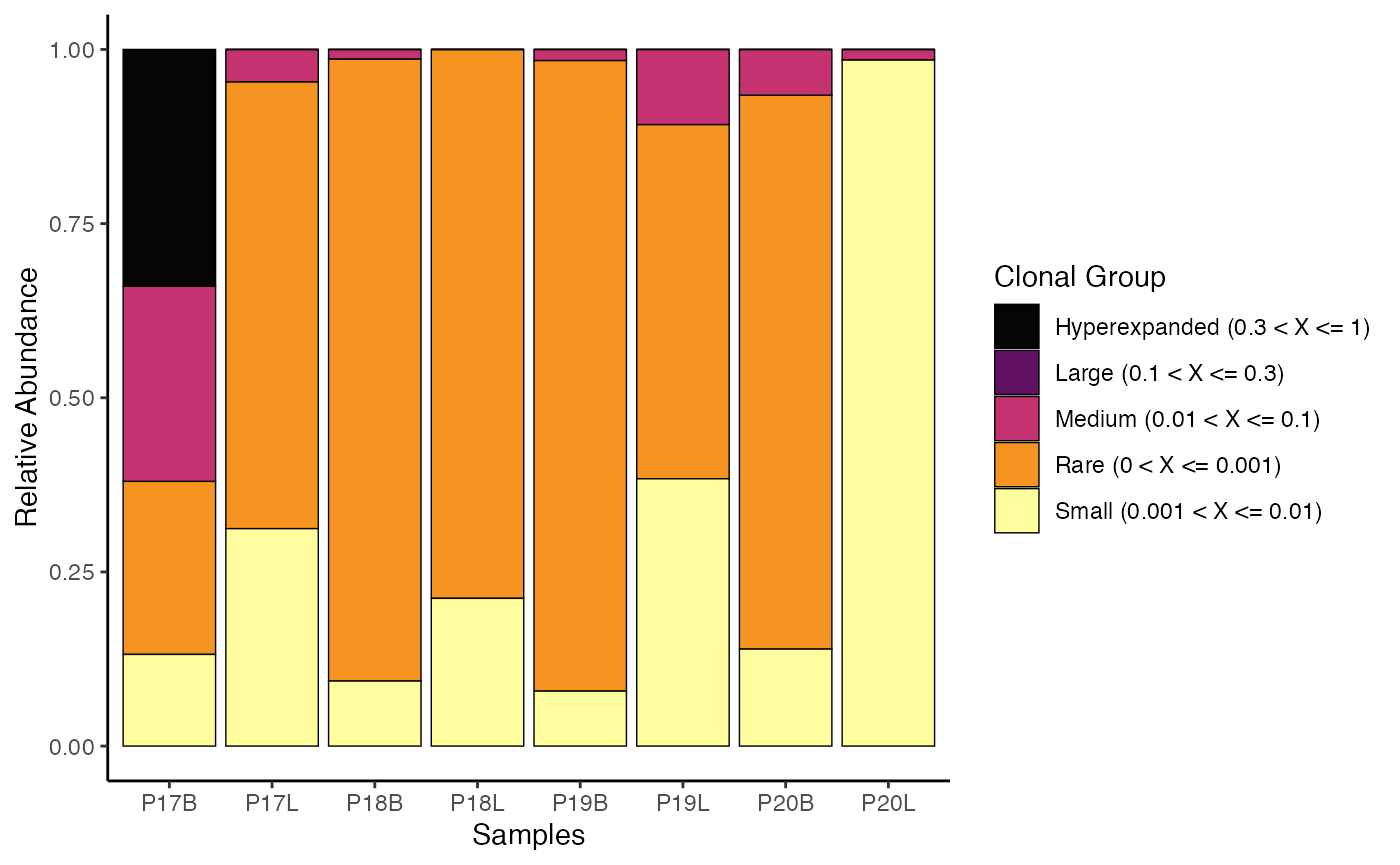 1.00
0.75
0.50
0.25
0.00
Relative Abundance
P17B P17L P18B P18L P19B P19L P20B P20L
Samples
Clonal Group
Hyperexpanded (0.3 < X <= 1)
Large (0.1 < X <= 0.3)
Medium (0.01 < X <= 0.1)
Rare (0 < X <= 0.001)
Small (0.001 < X <= 0.01)